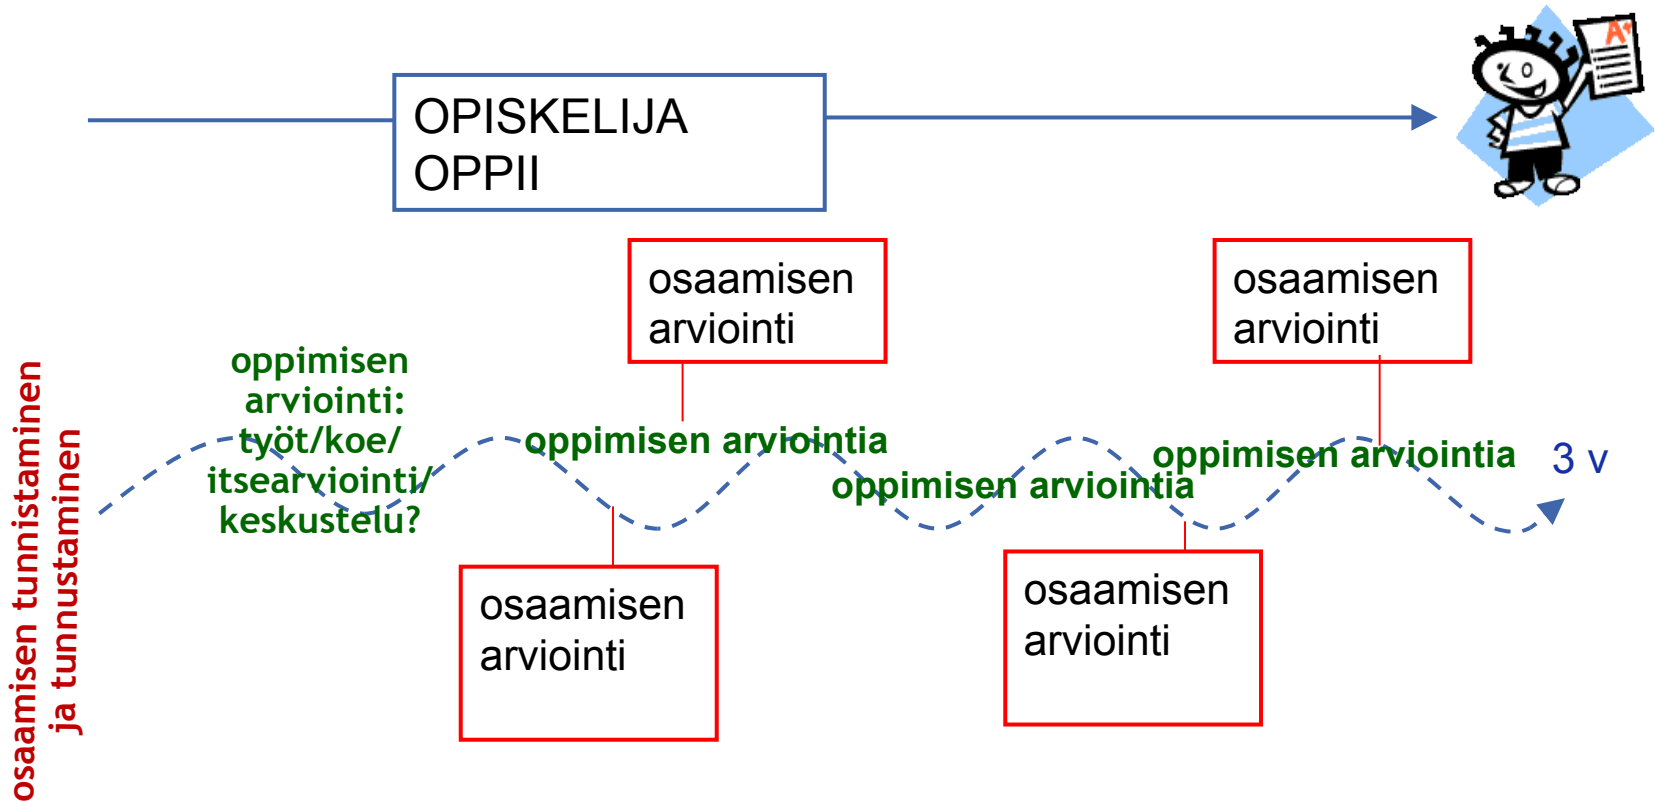 A+
OPISKELIJA
OPPII
osaamisen
arviointi
osaamisen
arviointi
osaamisen tunnistaminen
ja tunnustaminen
oppimisen
arviointi:
työt/koe/
itsearviointi/
keskustelu?
oppimisen arviointia
oppimisen arviointia
oppimisen arviointia
3 v
osaamisen
arviointi
osaamisen
arviointi